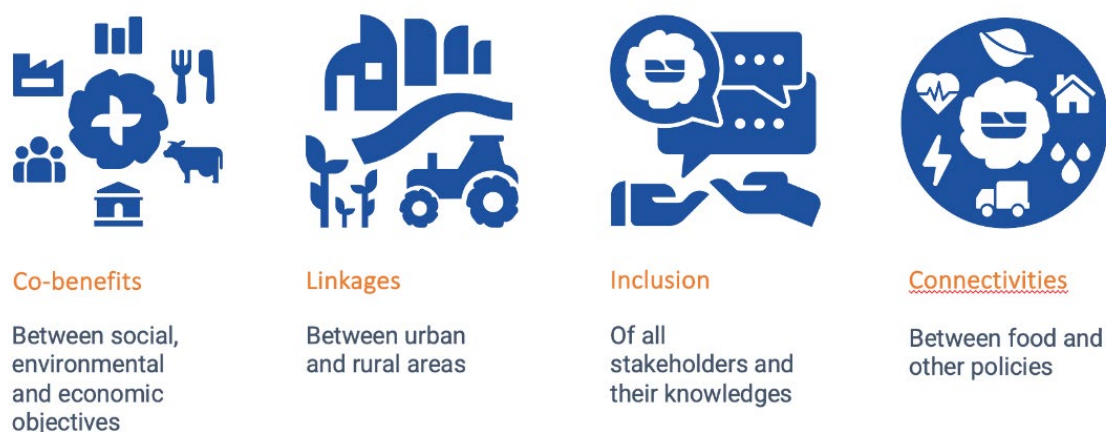 Co-benefits
Between social,
environmental
and economic
objectives
Linkages
Between urban
and rural areas
Inclusion
Of all
stakeholders and
their knowledges
Connectivities
Between food and
other policies